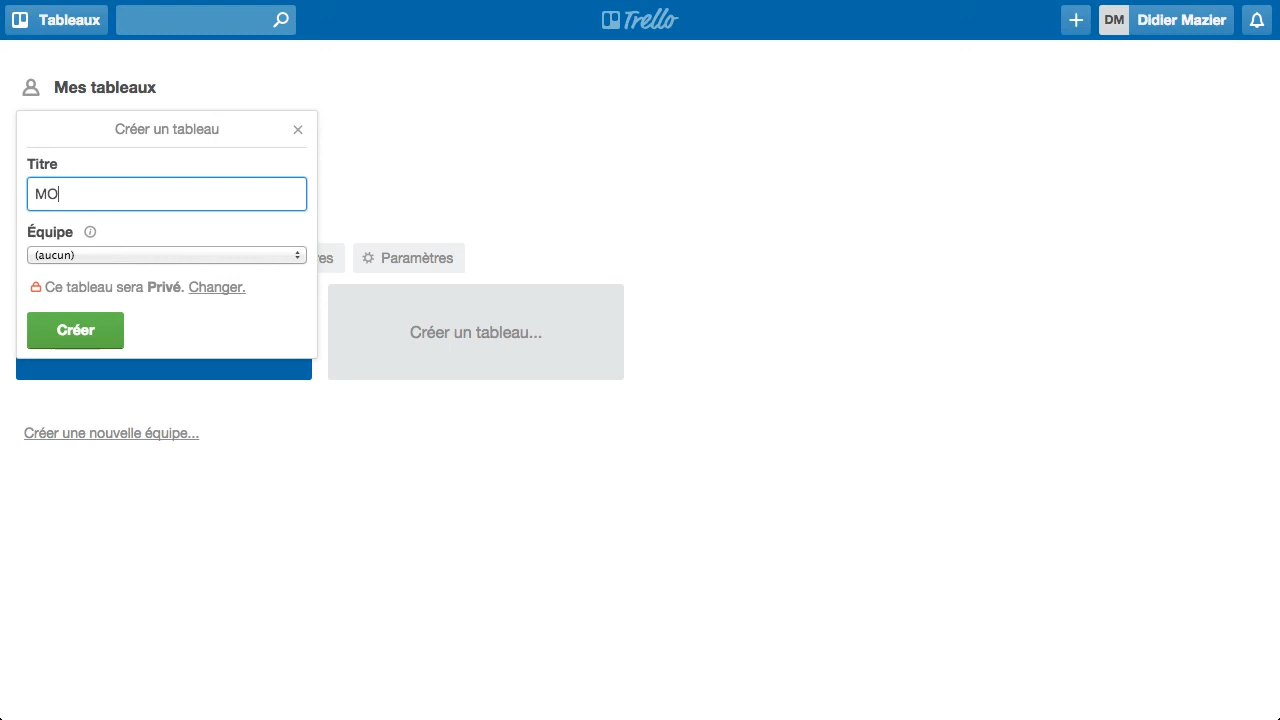 Tableaux
Trello
DM Didier Mazier
Mes tableaux
Créer un tableau
Titre
MO
Équipe
(aucun)
res
Paramètres
Ce tableau sera Privé. Changer.
Créer
Créer un tableau...
Créer une nouvelle équipe...